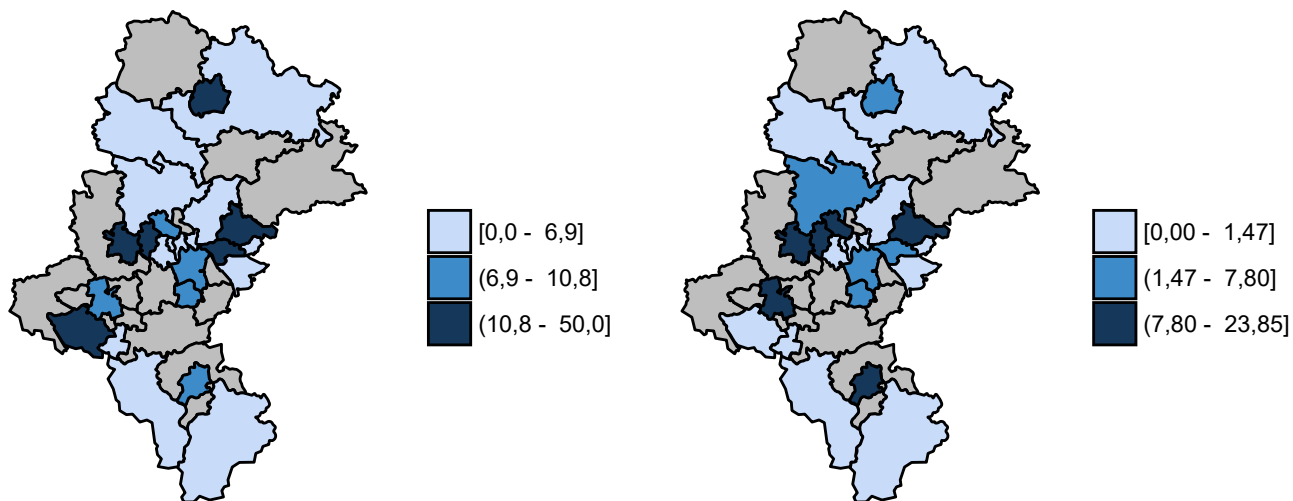 [0,0 - 6,9]
(6,9 - 10,8]
(10,8 - 50,0]
[0,00 - 1,47]
(1,47 - 7,80]
(7,80 - 23,85]